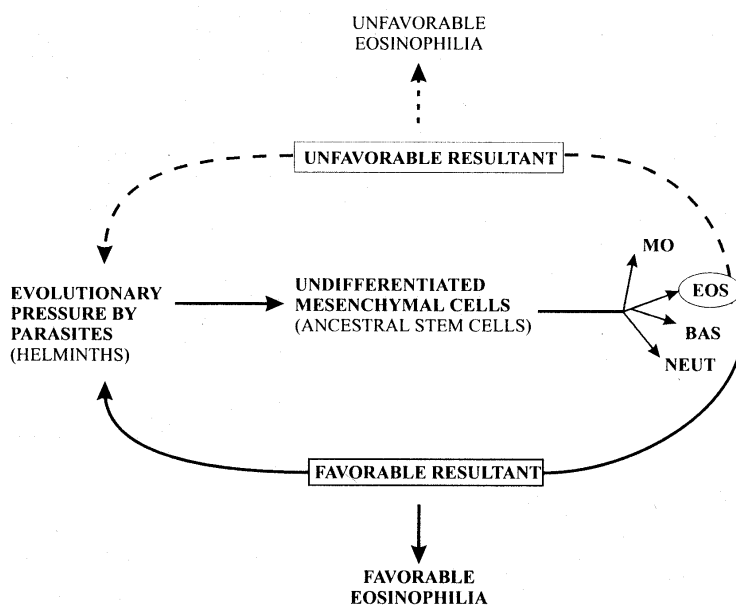 UNFAVORABLE
EOSINOPHILIA
UNFAVORABLE RESULTANT
MO
EVOLUTIONARY
PRESSURE BY
PARASITES
(HELMINTHS)
UNDIFFERENTIATED
MESENCHYMAL CELLS
(ANCESTRAL STEM CELLS)
EOS
BAS
NEUT
FAVORABLE RESULTANT
FAVORABLE
EOSINOPHILIA